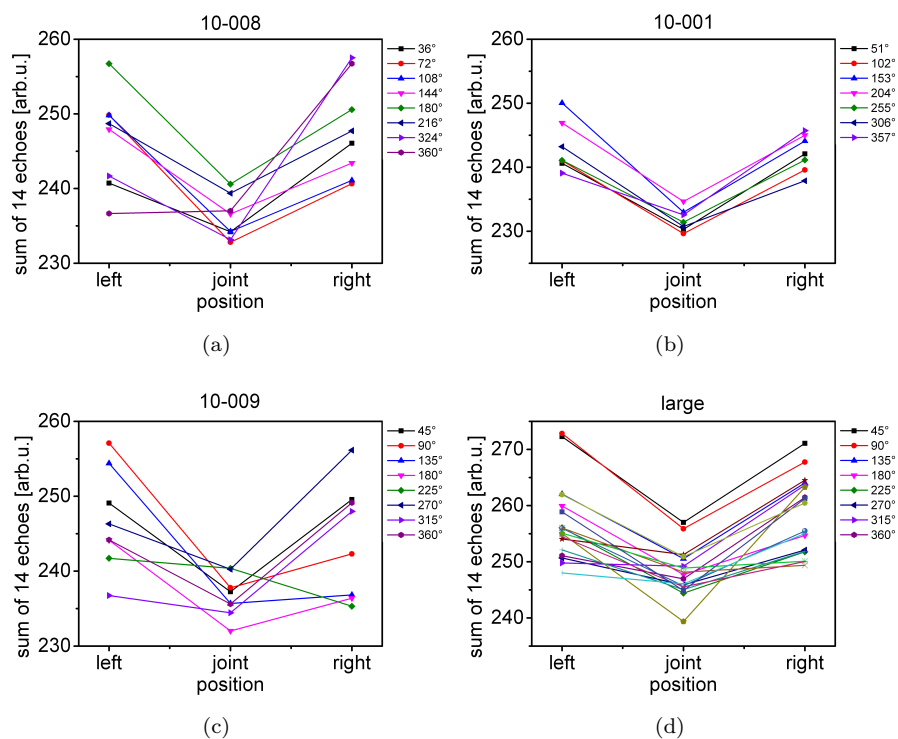 10-008
260
250
240
230
sum of 14 echoes [arb.u.]
left
joint
right
position
36°
72°
108°
144°
180°
216°
324°
360°
(a)
10-001
260
250
240
230
sum of 14 echoes [arb.u.]
left
joint
right
position
51°
102°
153°
204°
255°
306°
357°
(b)
10-009
260
250
240
230
sum of 14 echoes [arb.u.]
left
joint
right
position
45°
90°
135°
180°
225°
270°
315°
360°
(c)
large
270
260
250
240
sum of 14 echoes [arb.u.]
left
joint
right
position
45°
90°
135°
180°
225°
270°
315°
360°
(d)